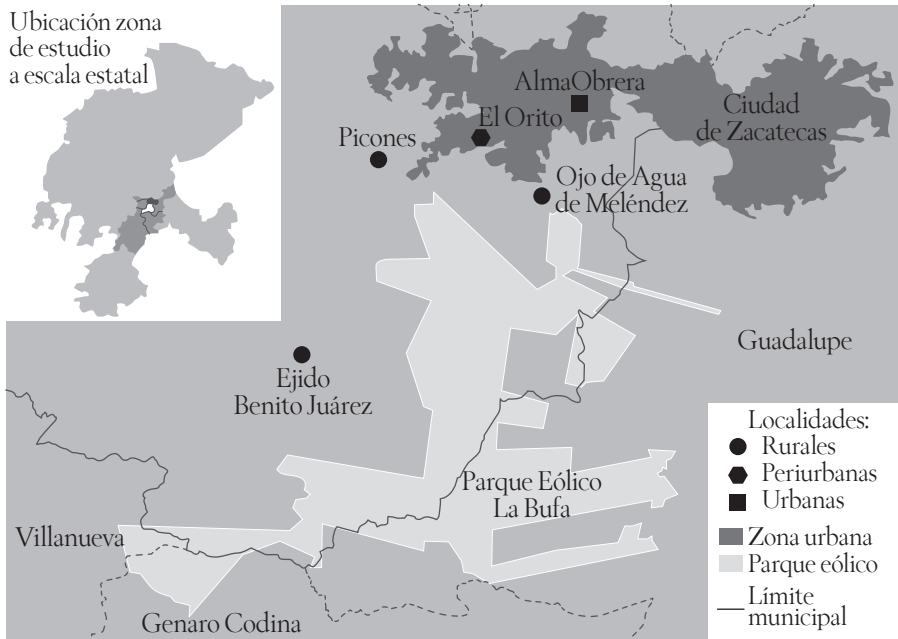 Ubicación zona
de estudio
a escala estatal
AlmaObrera
El Orito
Ciudad
de Zacatecas
Picones
Ojo de Agua
de Meléndez
Guadalupe
Ejido
Benito Juárez
Parque Eólico
La Bufa
Villanueva
Genaro Codina
Localidades:
Rurales
Periurbanas
Urbanas
Zona urbana
Parque eólico
Límite
municipal